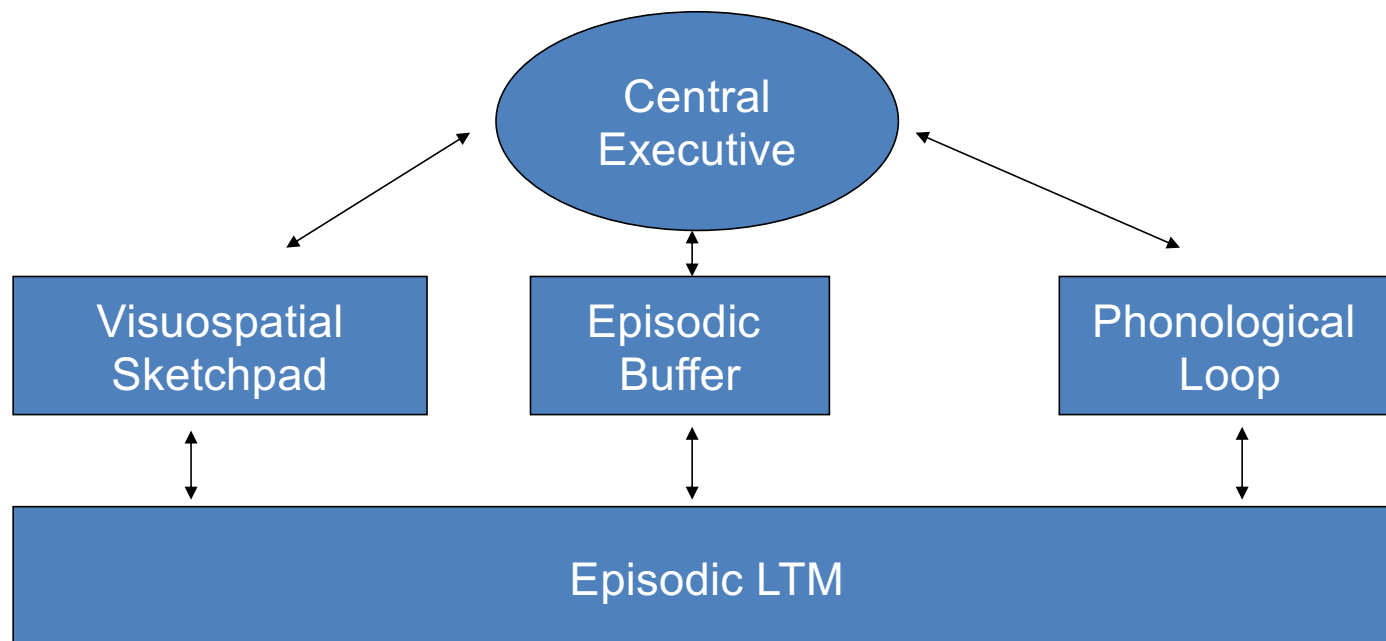 Central
Executive
Visuospatial
Sketchpad
Episodic
Buffer
Phonological
Loop
Episodic LTM